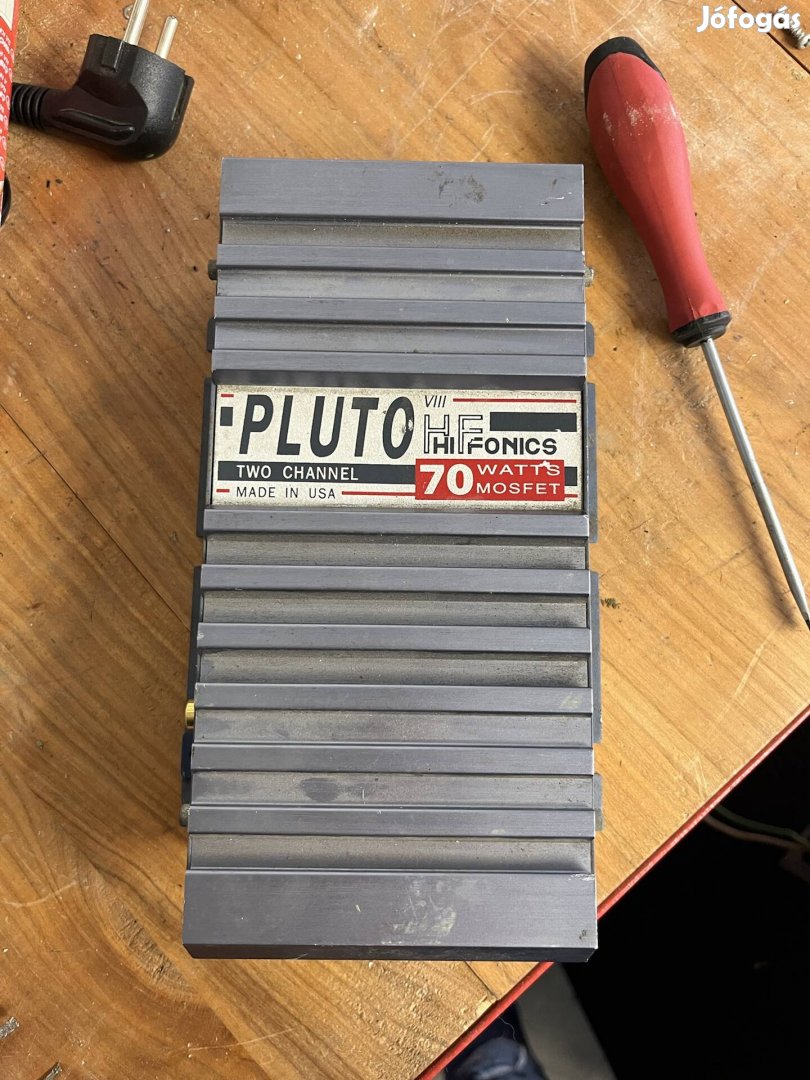 Jófogás
PLUTO VIII
HF
HIFONICS
TWO CHANNEL
70 WATTS
MOSFET
MADE IN USA